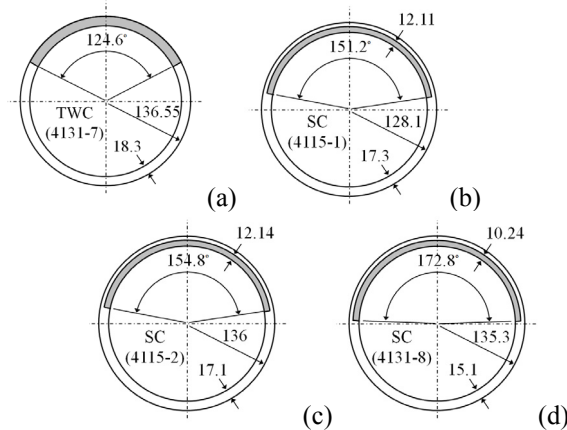 124.6°
136.55
TWC
(4131-7)
18.3
(a)
12.11
151.2°
128.1
SC
(4115-1)
17.3
(b)
12.14
154.8°
136
SC
(4115-2)
17.1
(c)
10.24
172.8°
135.3
SC
(4131-8)
15.1
(d)